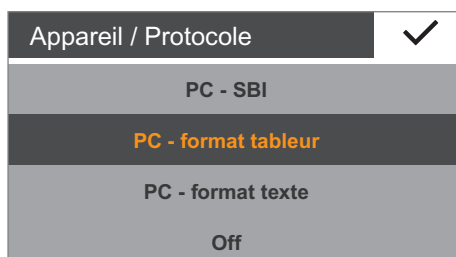 Appareil / Protocole
PC - SBI
PC - format tableur
PC - format texte
Off